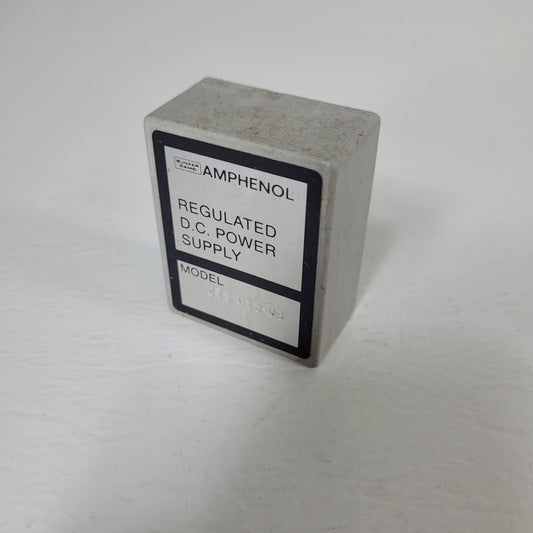 BUNKER
RAMO
AMPHENOL
REGULATED
D.C. POWER
SUPPLY
MODEL